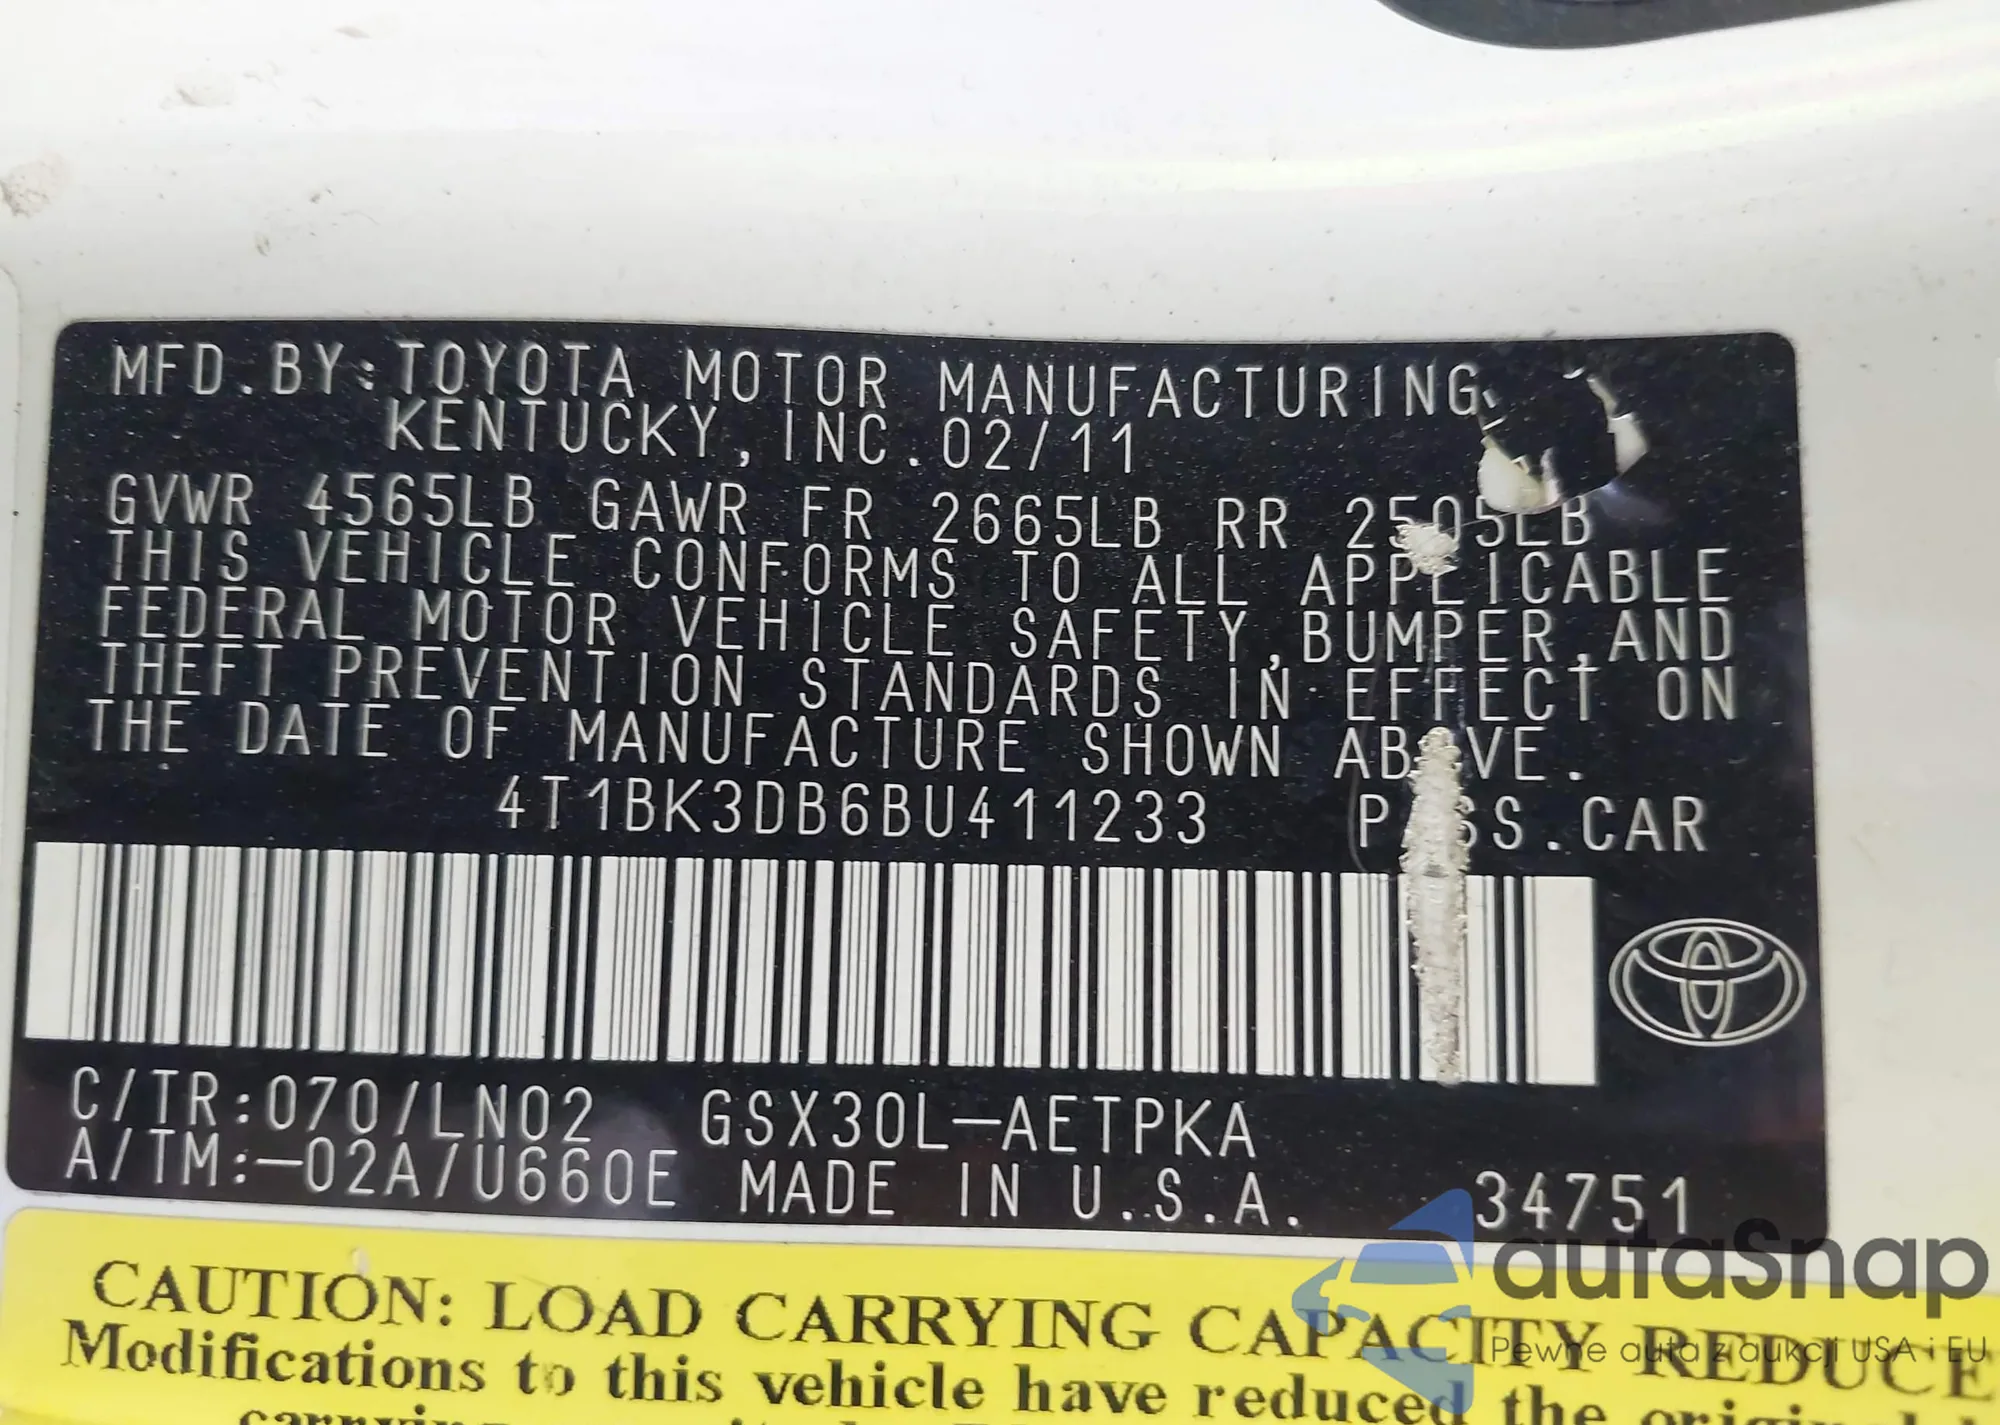 MFD.BY:TOYOTA MOTOR MANUFACTURING
KENTUCKY, INC.02/11
GVWR 4565LB GAWR FR 2665LB RR 2505LB
THIS VEHICLE CONFORMS TO ALL APPLICABLE
FEDERAL MOTOR VEHICLE SAFETY,BUMPER,AND
THEFT PREVENTION STANDARDS IN EFFECT ON
THE DATE OF MANUFACTURE SHOWN ABOVE.
4T1BK3DB6BU411233 PASS.CAR
C/TR:070/LN02 GSX30L-AETPKA
A/TM:-02A/U660E MADE IN U.S.A. 34751
CAUTION: LOAD CARRYING CAPACITY REDUCE
Modifications to this vehicle have reduced the
autaSnap
Pewne auta z aukcji USA i EU